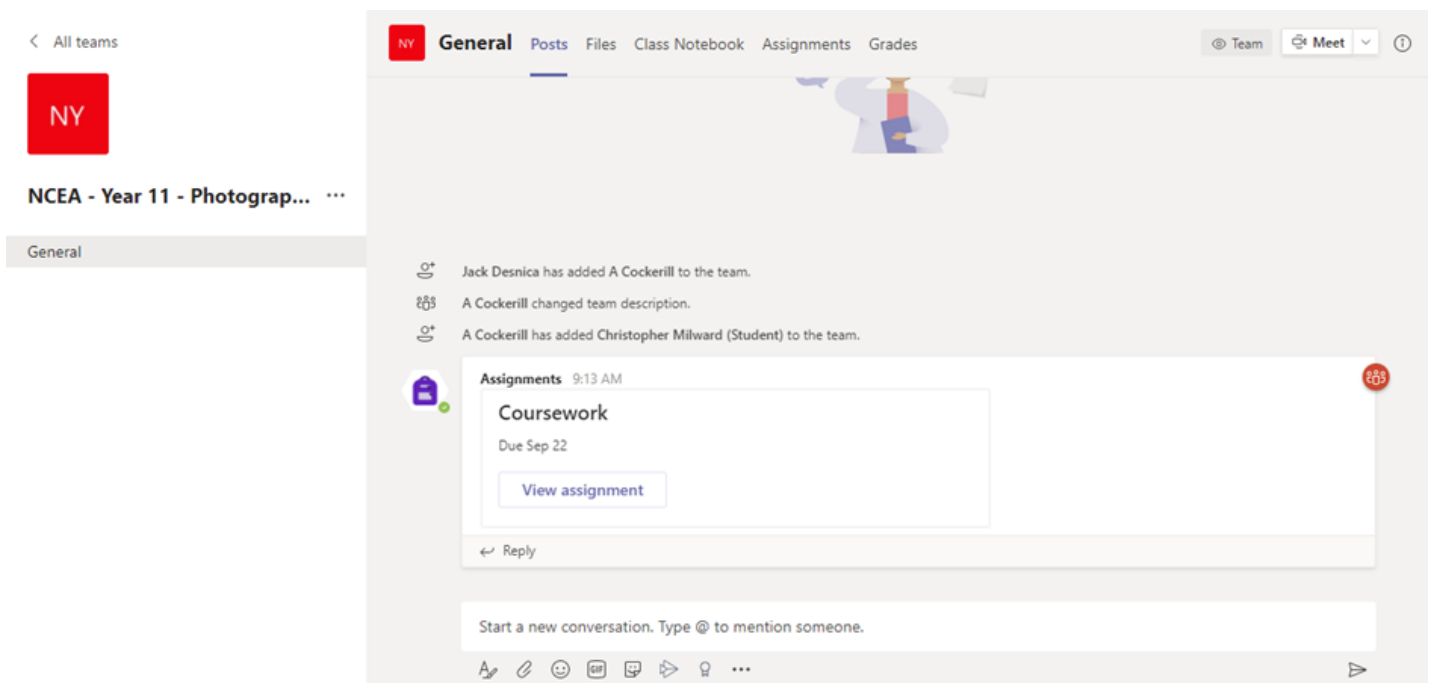 All teams
NY
NCEA - Year 11 - Photograp... ...
General
NY General Posts Files Class Notebook Assignments Grades Team Meet
Jack Desnica has added A Cockerill to the team.
A Cockerill changed team description.
A Cockerill has added Christopher Milward (Student) to the team.
Assignments 9:13 AM
Coursework
Due Sep 22
View assignment
Reply
Start a new conversation. Type @ to mention someone.
GIF